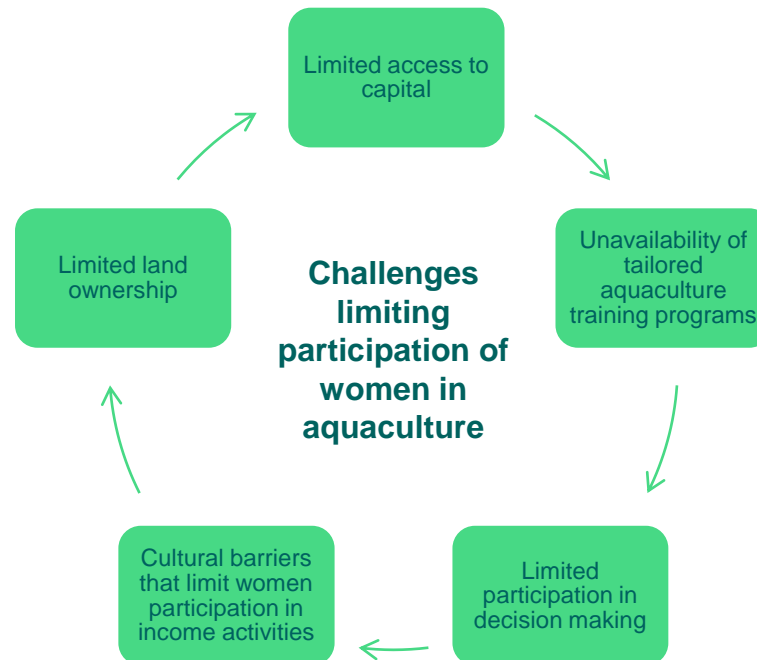 Limited access to
capital
Unavailability of
tailored
aquaculture
training programs
Limited land
ownership
Challenges
limiting
participation of
women in
aquaculture
Cultural barriers
that limit women
participation in
income activities
Limited
participation in
decision making